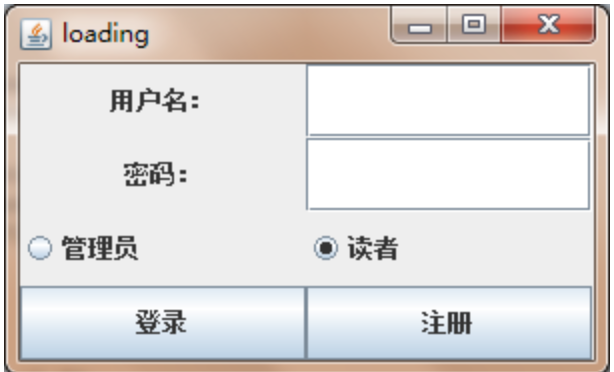 loading
用户名:
密码:
管理员 读者
登录 注册